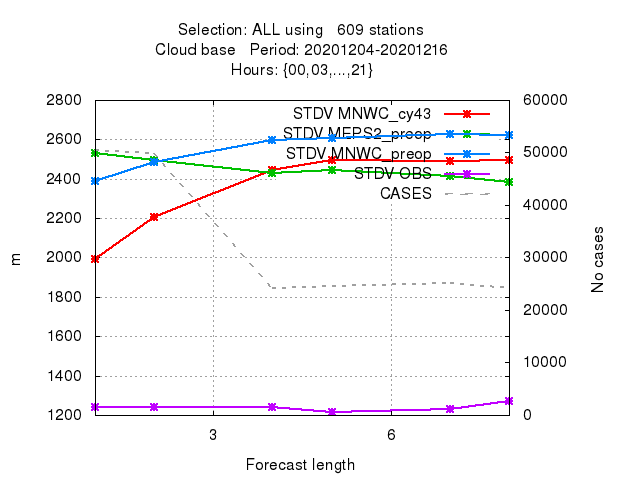 Selection: ALL using 609 stations
Cloud base Period: 20201204-20201216
Hours: {00,03,...,21}
2800 60000
STDV MNWC_cy43
2600 STDV MEPS2_preop 50000
STDV MNWC_preop
2400 STDV OBS
2200 CASES 40000
2000 30000
m No cases
1800 20000
1600
1400 10000
1200 0
3 6
Forecast length